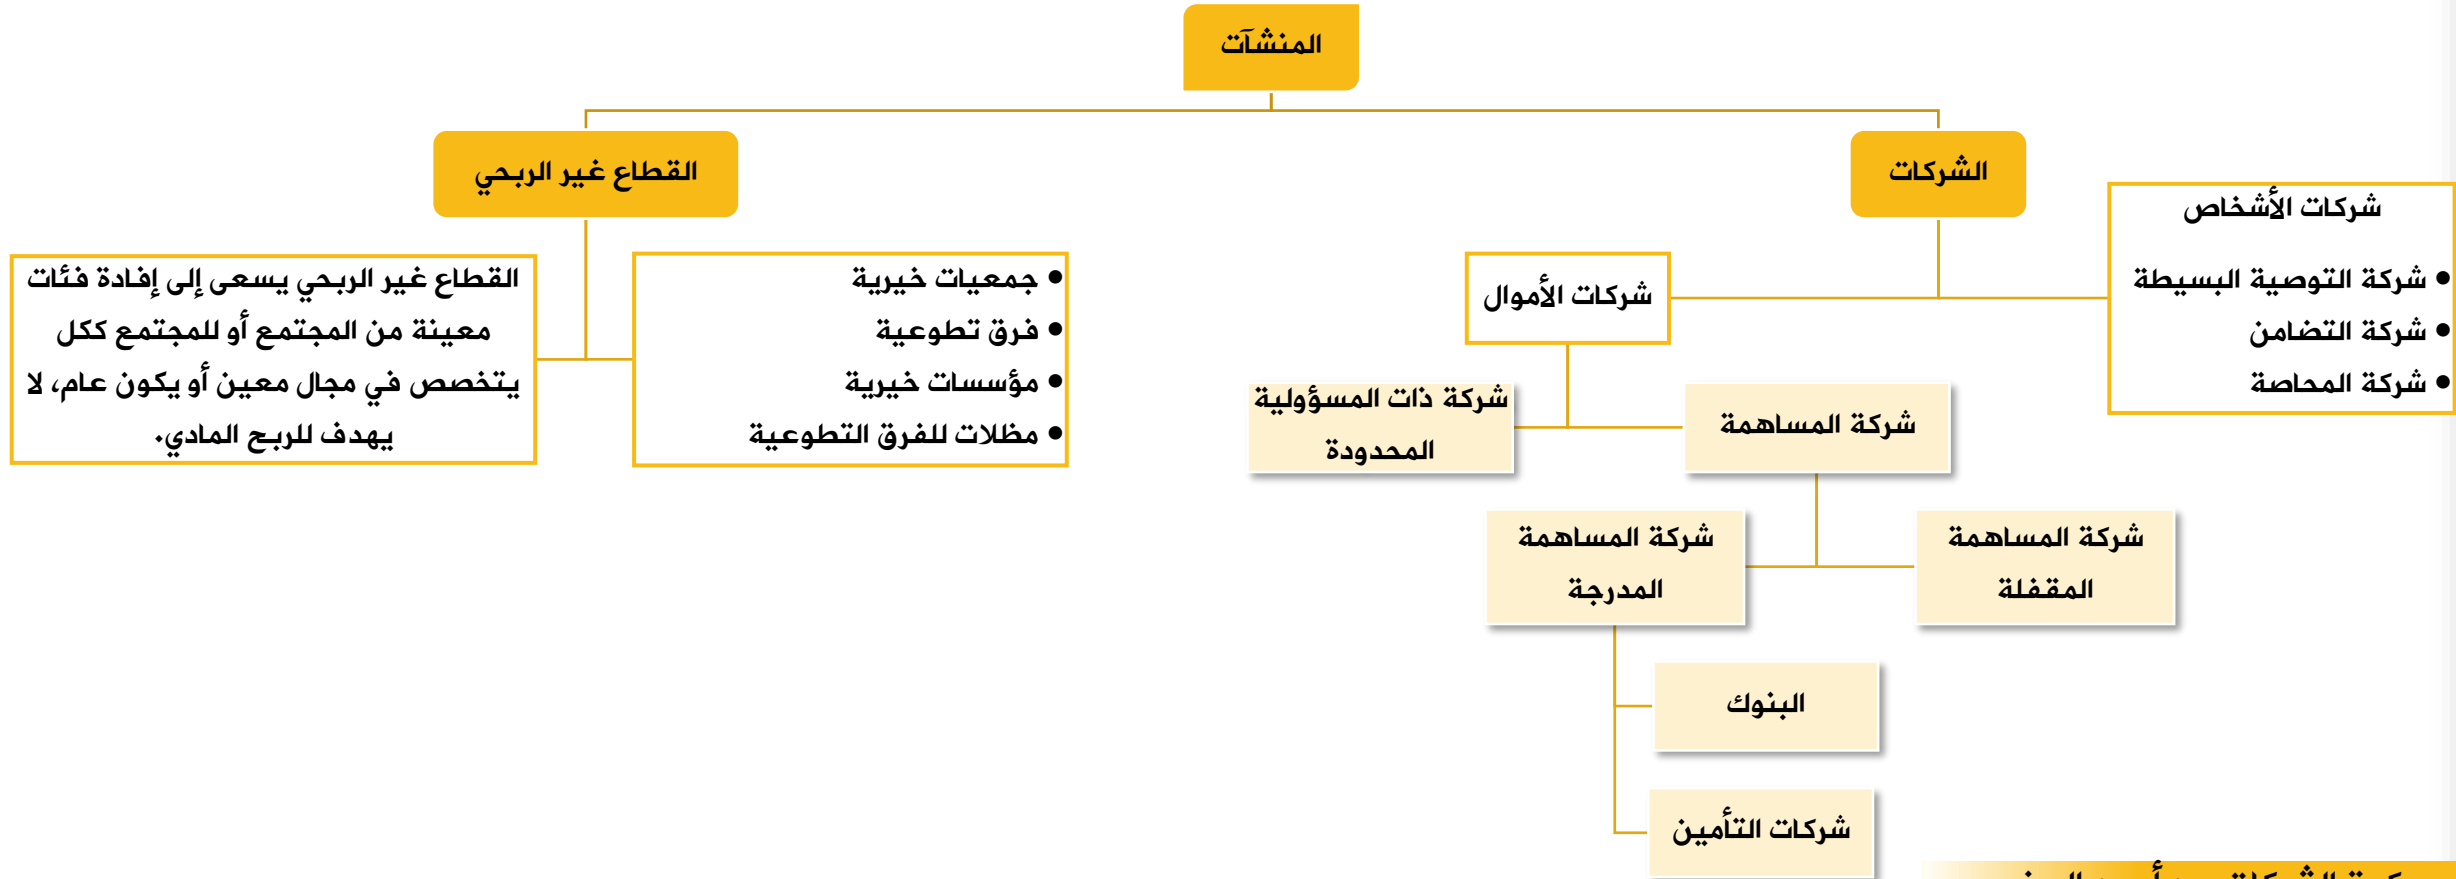 المنشآت
الشركات
القطاع غير الربحي
شركات الأشخاص
• شركة التوصية البسيطة
• شركة التضامن
• شركة المحاصة
شركات الأموال
شركة المساهمة
شركة ذات المسؤولية
المحدودة
شركة المساهمة
المقفلة
شركة المساهمة
المدرجة
البنوك
شركات التأمين
• جمعيات خيرية
• فرق تطوعية
• مؤسسات خيرية
• مظلات للفرق التطوعية
القطاع غير الربحي يسعى إلى إفادة فئات
معينة من المجتمع أو للمجتمع ككل
يتخصص في مجال معين أو يكون عام، لا
يهدف للربح المادي.